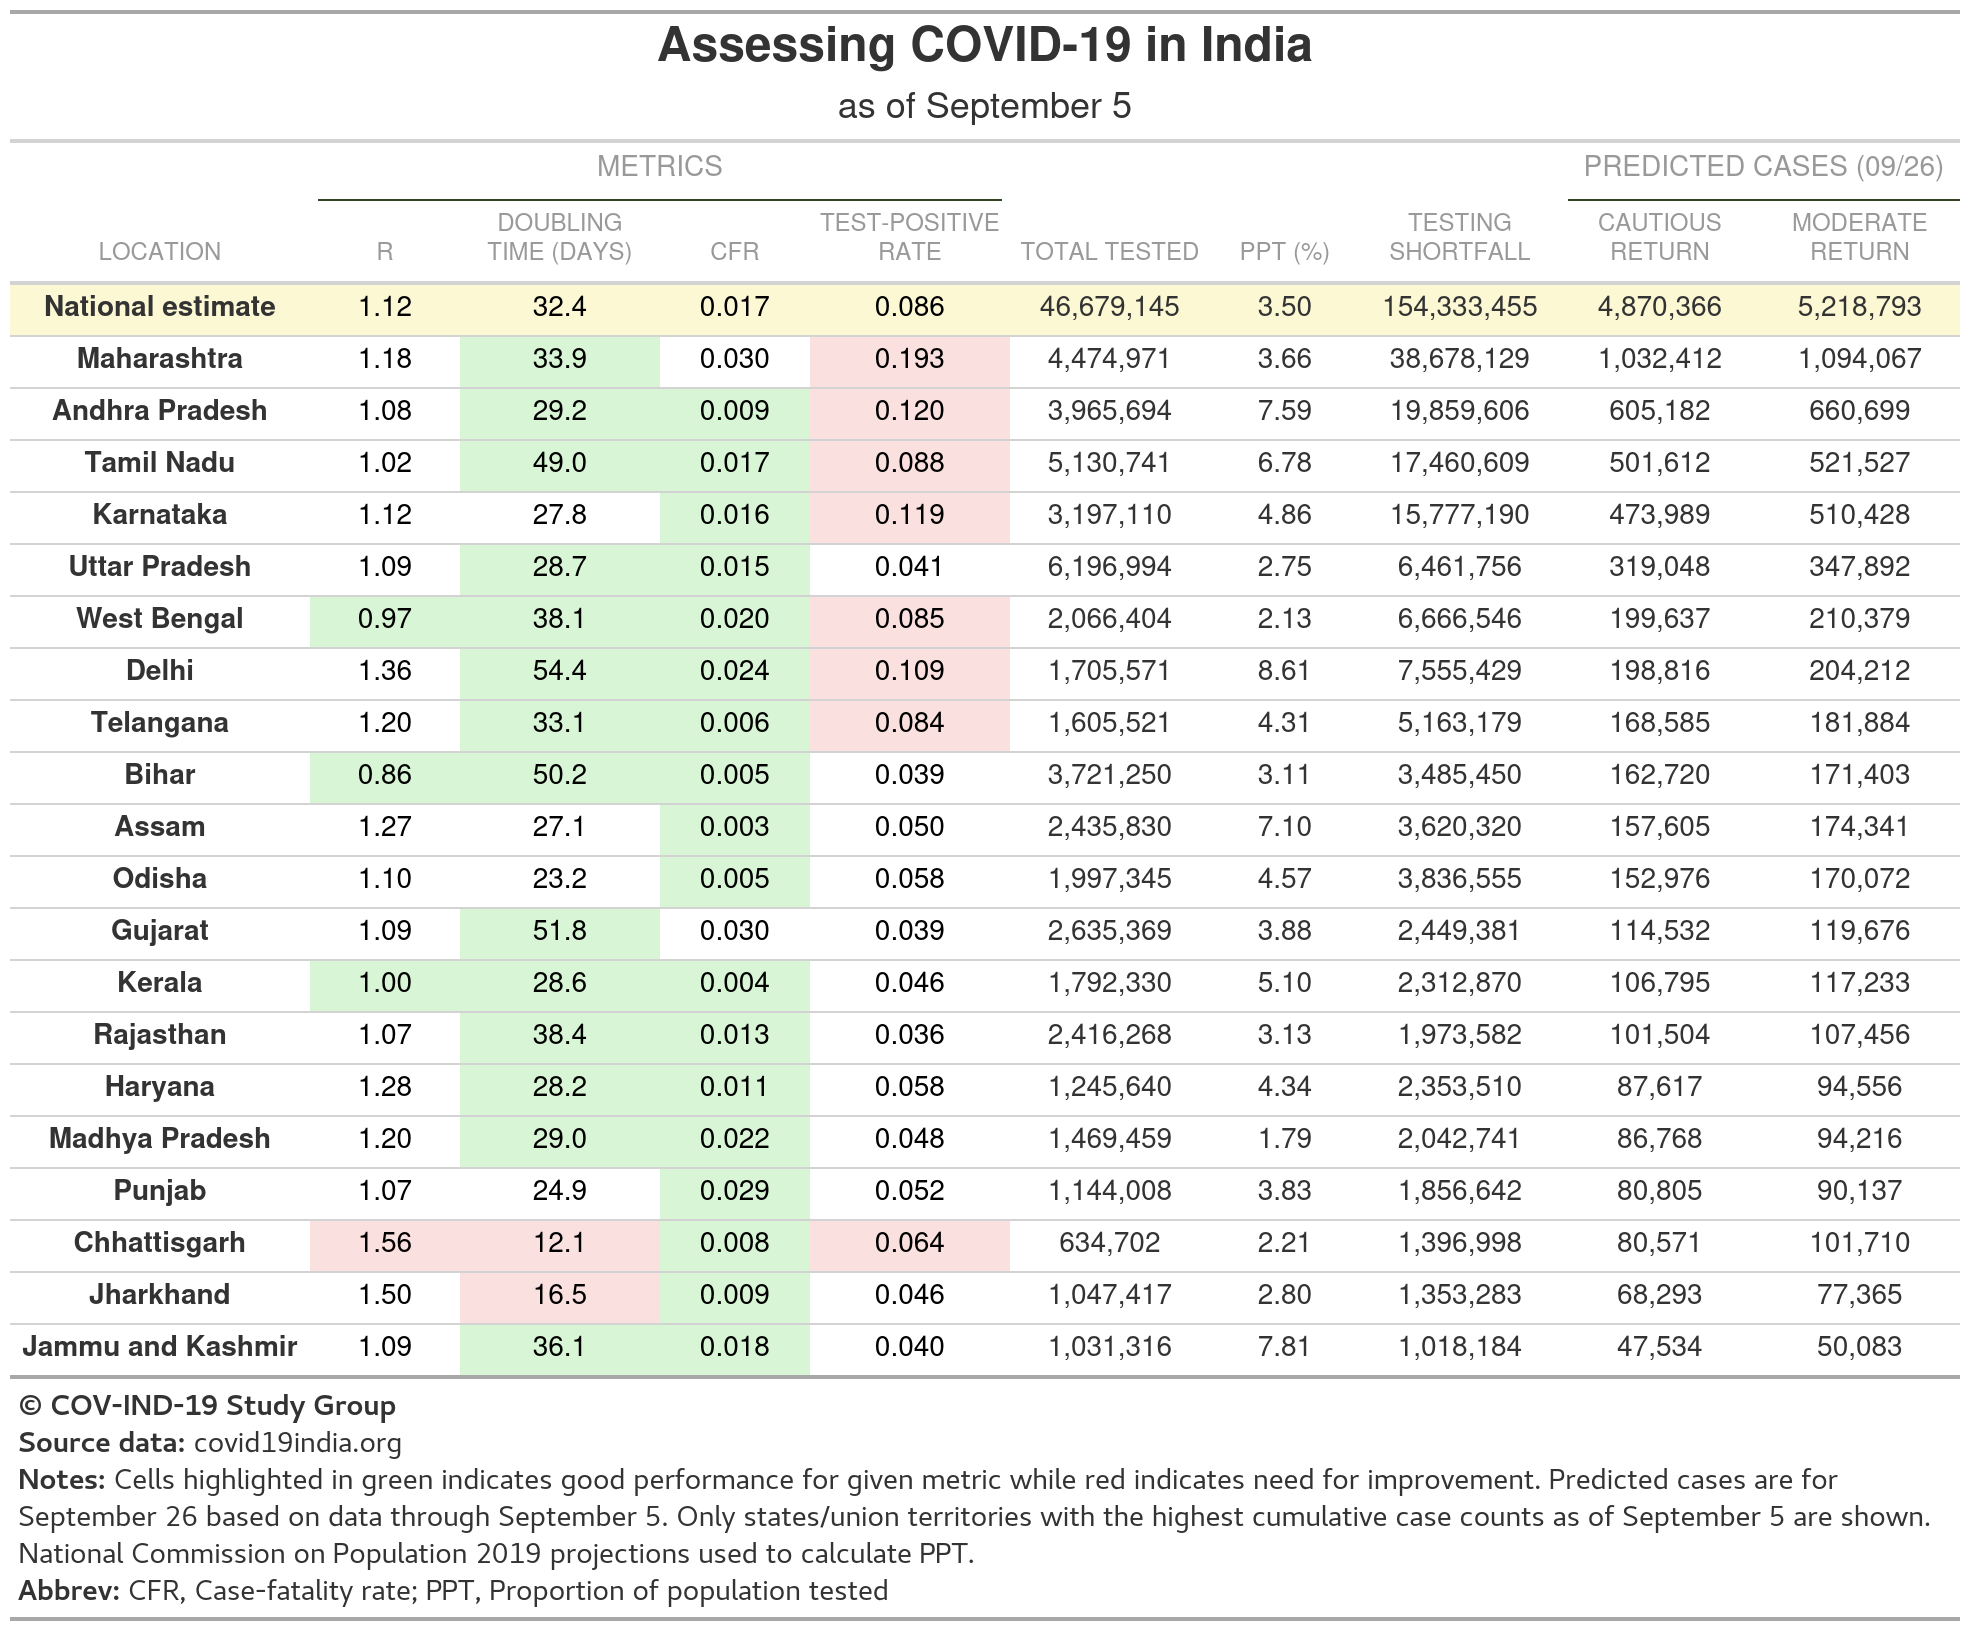 Assessing COVID-19 in India
as of September 5
METRICS PREDICTED CASES (09/26)
LOCATION R DOUBLING TIME (DAYS) CFR TEST-POSITIVE RATE TOTAL TESTED PPT (%) TESTING SHORTFALL CAUTIOUS RETURN MODERATE RETURN
National estimate 1.12 32.4 0.017 0.086 46,679,145 3.50 154,333,455 4,870,366 5,218,793
Maharashtra 1.18 33.9 0.030 0.193 4,474,971 3.66 38,678,129 1,032,412 1,094,067
Andhra Pradesh 1.08 29.2 0.009 0.120 3,965,694 7.59 19,859,606 605,182 660,699
Tamil Nadu 1.02 49.0 0.017 0.088 5,130,741 6.78 17,460,609 501,612 521,527
Karnataka 1.12 27.8 0.016 0.119 3,197,110 4.86 15,777,190 473,989 510,428
Uttar Pradesh 1.09 28.7 0.015 0.041 6,196,994 2.75 6,461,756 319,048 347,892
West Bengal 0.97 38.1 0.020 0.085 2,066,404 2.13 6,666,546 199,637 210,379
Delhi 1.36 54.4 0.024 0.109 1,705,571 8.61 7,555,429 198,816 204,212
Telangana 1.20 33.1 0.006 0.084 1,605,521 4.31 5,163,179 168,585 181,884
Bihar 0.86 50.2 0.005 0.039 3,721,250 3.11 3,485,450 162,720 171,403
Assam 1.27 27.1 0.003 0.050 2,435,830 7.10 3,620,320 157,605 174,341
Odisha 1.10 23.2 0.005 0.058 1,997,345 4.57 3,836,555 152,976 170,072
Gujarat 1.09 51.8 0.030 0.039 2,635,369 3.88 2,449,381 114,532 119,676
Kerala 1.00 28.6 0.004 0.046 1,792,330 5.10 2,312,870 106,795 117,233
Rajasthan 1.07 38.4 0.013 0.036 2,416,268 3.13 1,973,582 101,504 107,456
Haryana 1.28 28.2 0.011 0.058 1,245,640 4.34 2,353,510 87,617 94,556
Madhya Pradesh 1.20 29.0 0.022 0.048 1,469,459 1.79 2,042,741 86,768 94,216
Punjab 1.07 24.9 0.029 0.052 1,144,008 3.83 1,856,642 80,805 90,137
Chhattisgarh 1.56 12.1 0.008 0.064 634,702 2.21 1,396,998 80,571 101,710
Jharkhand 1.50 16.5 0.009 0.046 1,047,417 2.80 1,353,283 68,293 77,365
Jammu and Kashmir 1.09 36.1 0.018 0.040 1,031,316 7.81 1,018,184 47,534 50,083
© COV-IND-19 Study Group
Source data: covid19india.org
Notes: Cells highlighted in green indicates good performance for given metric while red indicates need for improvement. Predicted cases are for
September 26 based on data through September 5. Only states/union territories with the highest cumulative case counts as of September 5 are shown.
National Commission on Population 2019 projections used to calculate PPT.
Abbrev: CFR, Case-fatality rate; PPT, Proportion of population tested